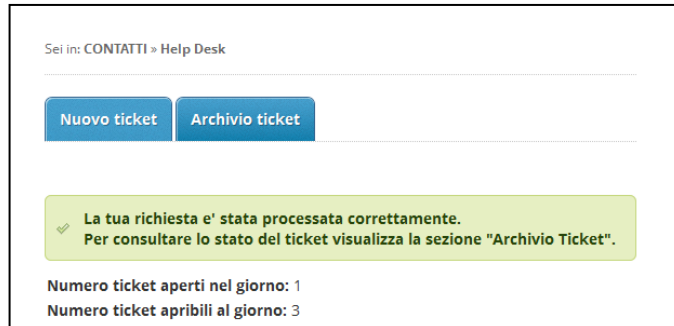 Sei in: CONTATTI » Help Desk
Nuovo ticket Archivio ticket
La tua richiesta e' stata processata correttamente.
Per consultare lo stato del ticket visualizza la sezione "Archivio Ticket".
Numero ticket aperti nel giorno: 1
Numero ticket apribili al giorno: 3